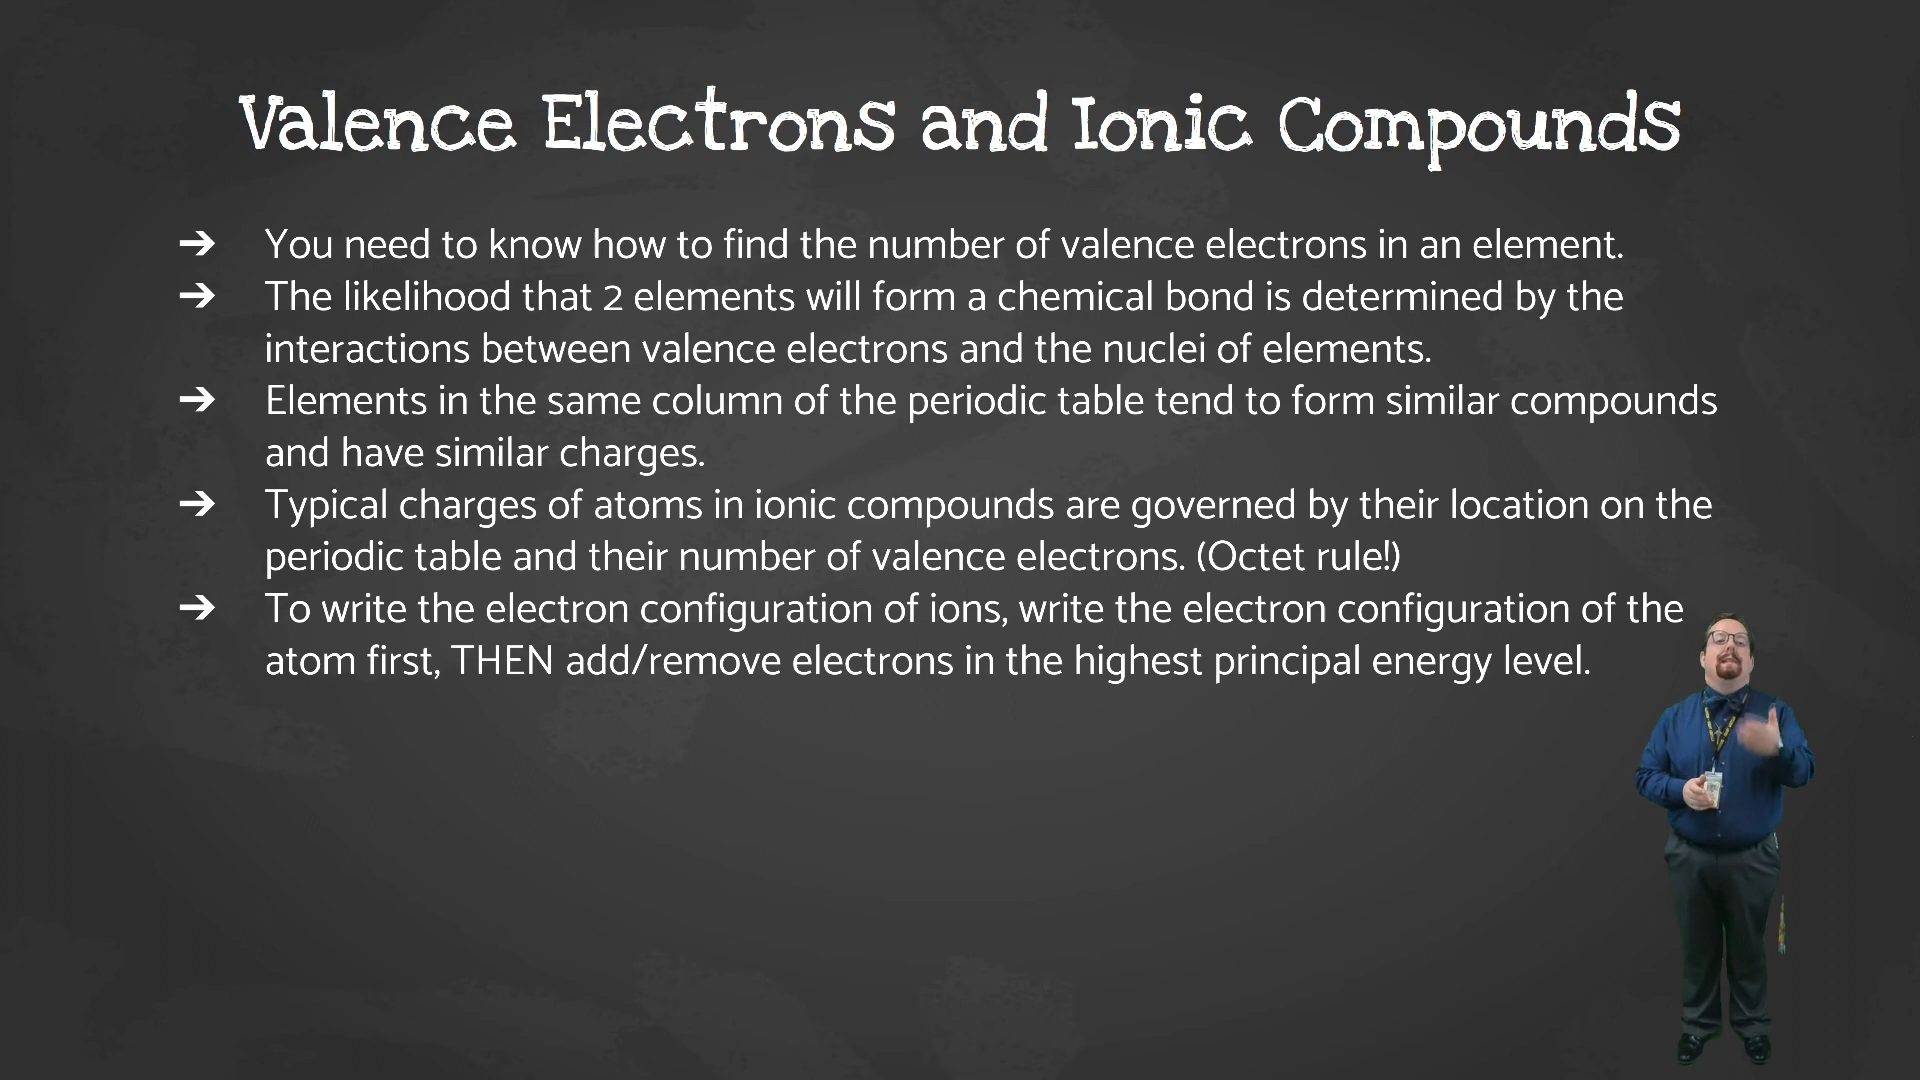 Valence Electrons and Ionic Compounds
➔ You need to know how to find the number of valence electrons in an element.
➔ The likelihood that 2 elements will form a chemical bond is determined by the
interactions between valence electrons and the nuclei of elements.
➔ Elements in the same column of the periodic table tend to form similar compounds
and have similar charges.
➔ Typical charges of atoms in ionic compounds are governed by their location on the
periodic table and their number of valence electrons. (Octet rule!)
➔ To write the electron configuration of ions, write the electron configuration of the
atom first, THEN add/remove electrons in the highest principal energy level.